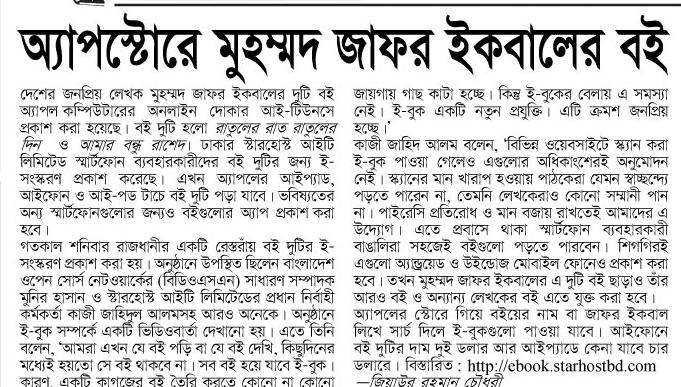 অ্যাপস্টোরে মুহম্মদ জাফর ইকবালের বই
দেশের জনপ্রিয় লেখক মুহম্মদ জাফর ইকবালের দুটি বই
অ্যাপল কম্পিউটারের অনলাইন দোকার আই-টিউনসে
প্রকাশ করা হয়েছে। বই দুটি হলো রাতুলের রাত রাতুলের
দিন ও আমার বন্ধু রাশেদ। ঢাকার স্টারহোস্ট আইটি
লিমিটেড স্মার্টফোন ব্যবহারকারীদের বই দুটির জন্য ই-
সংস্করণ প্রকাশ করেছে। এখন অ্যাপলের আইপ্যাড,
আইফোন ও আই-পড টাচে বই দুটি পড়া যাবে। ভবিষ্যতের
অন্য স্মার্টফোনগুলোর জন্যও বইগুলোর অ্যাপ প্রকাশ করা
হবে।
গতকাল শনিবার রাজধানীর একটি রেস্তরাঁয় বই দুটির ই-
সংস্করণ প্রকাশ করা হয়। অনুষ্ঠানে উপস্থিত ছিলেন বাংলাদেশ
ওপেন সোর্স নেটওয়ার্কের (বিডিওএসএন) সাধারণ সম্পাদক
মুনির হাসান ও স্টারহোস্ট আইটি লিমিটেডের প্রধান নির্বাহী
কর্মকর্তা কাজী জাহিদুল আলমসহ আরও অনেকে। অনুষ্ঠানে
ই-বুক সম্পর্কে একটি ভিডিওবার্তা দেখানো হয়। এতে তিনি
বলেন, ‘আমরা এখন যে বই পড়ি বা যে বই দেখি, কিছুদিনের
মধ্যেই হয়তো সে বই থাকবে না। সব বই হয়ে যাবে ই-বুক।
কারণ, একটি কাগজের বই তৈরি করতে কোনো না কোনো
জায়গায় গাছ কাটা হচ্ছে। কিন্তু ই-বুকের বেলায় এ সমস্যা
নেই। ই-বুক একটি নতুন প্রযুক্তি। এটি ক্রমশ জনপ্রিয়
হচ্ছে।’
কাজী জাহিদ আলম বলেন, ‘বিভিন্ন ওয়েবসাইটে স্ক্যান করা
ই-বুক পাওয়া গেলেও এগুলোর অধিকাংশেরই অনুমোদন
নেই। স্ক্যানের মান খারাপ হওয়ায় পাঠকেরা যেমন স্বাচ্ছন্দ্যে
পড়তে পারেন না, তেমনি লেখকেরাও কোনো সম্মানী পান
না। পাইরেসি প্রতিরোধ ও মান বজায় রাখতেই আমাদের এ
উদ্যোগ। এতে প্রবাসে থাকা স্মার্টফোন ব্যবহারকারী
বাঙালিরা সহজেই বইগুলো পড়তে পারবেন। শিগগিরই
এগুলো অ্যান্ড্রয়েড ও উইন্ডোজ মোবাইল ফোনেও প্রকাশ করা
হবে। তখন মুহম্মদ জাফর ইকবালের এ দুটি বই ছাড়াও তাঁর
আরও বই ও অন্যান্য লেখকের বই এতে যুক্ত করা হবে।
অ্যাপলের স্টোরে গিয়ে বইয়ের নাম বা জাফর ইকবাল
লিখে সার্চ দিলে ই-বুকগুলো পাওয়া যাবে। আইফোনে
বই দুটির দাম দুই ডলার আর আইপ্যাডে কেনা যাবে চার
ডলারে। বিস্তারিত : http://ebook.starhostbd.com
—জিয়াউর রহমান চৌধুরী